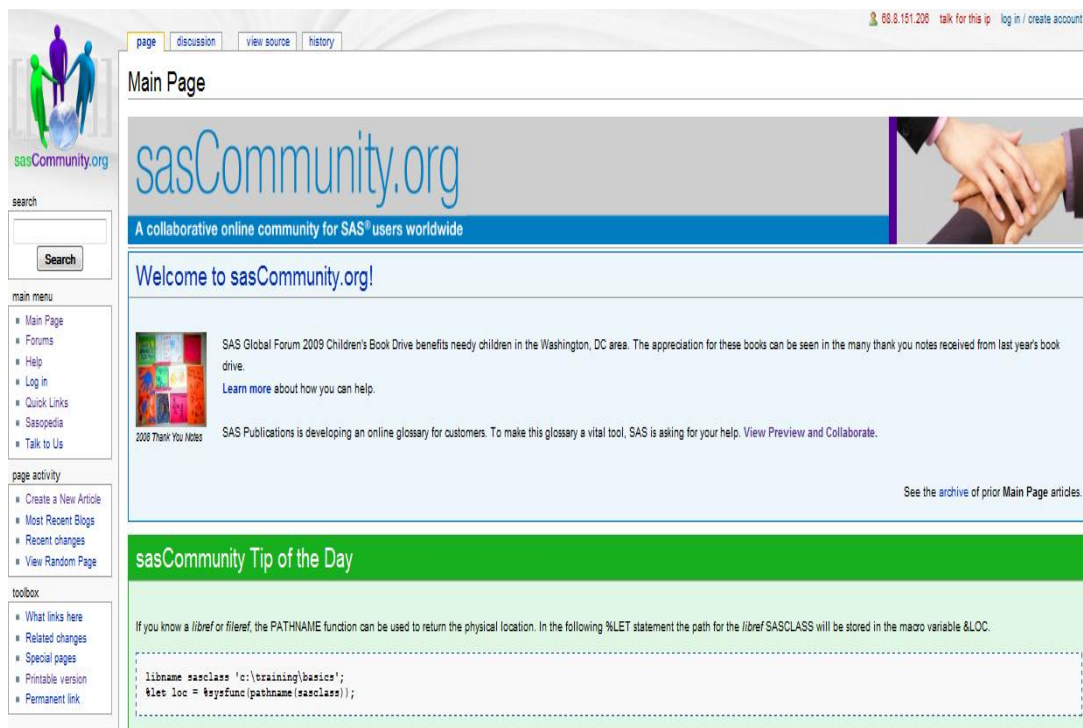 68.8.151.206 talk for this ip log in / create account
page discussion view source history
Main Page
sasCommunity.org
search
Search
main menu
Main Page
Forums
Help
Log in
Quick Links
Sasopedia
Talk to Us
page activity
Create a New Article
Most Recent Blogs
Recent changes
View Random Page
toolbox
What links here
Related changes
Special pages
Printable version
Permanent link
sasCommunity.org
A collaborative online community for SAS® users worldwide
Welcome to sasCommunity.org!
SAS Global Forum 2009 Children's Book Drive benefits needy children in the Washington, DC area. The appreciation for these books can be seen in the many thank you notes received from last year's book
drive.
Learn more about how you can help.
2008 Thank You Notes
SAS Publications is developing an online glossary for customers. To make this glossary a vital tool, SAS is asking for your help. View Preview and Collaborate.
See the archive of prior Main Page articles.
sasCommunity Tip of the Day
If you know a libref or fileref, the PATHNAME function can be used to return the physical location. In the following %LET statement the path for the libref SASCLASS will be stored in the macro variable &LOC.
libname sasclass 'c:\training\basics';
%let loc = %sysfunc(pathname(sasclass));